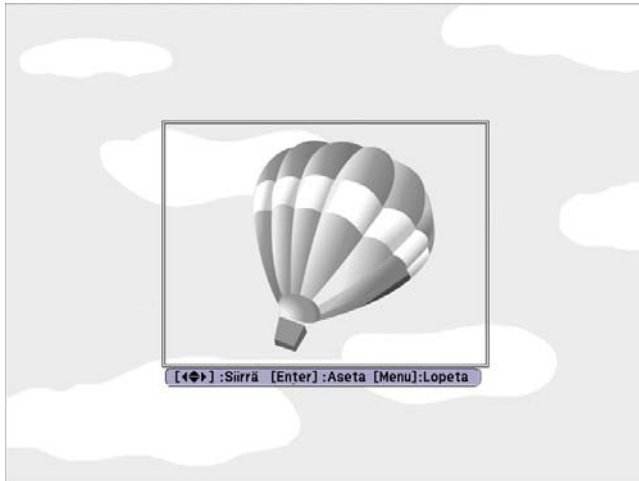 [◀◆▶] :Siirrä [Enter] :Aseta [Menu]:Lopeta